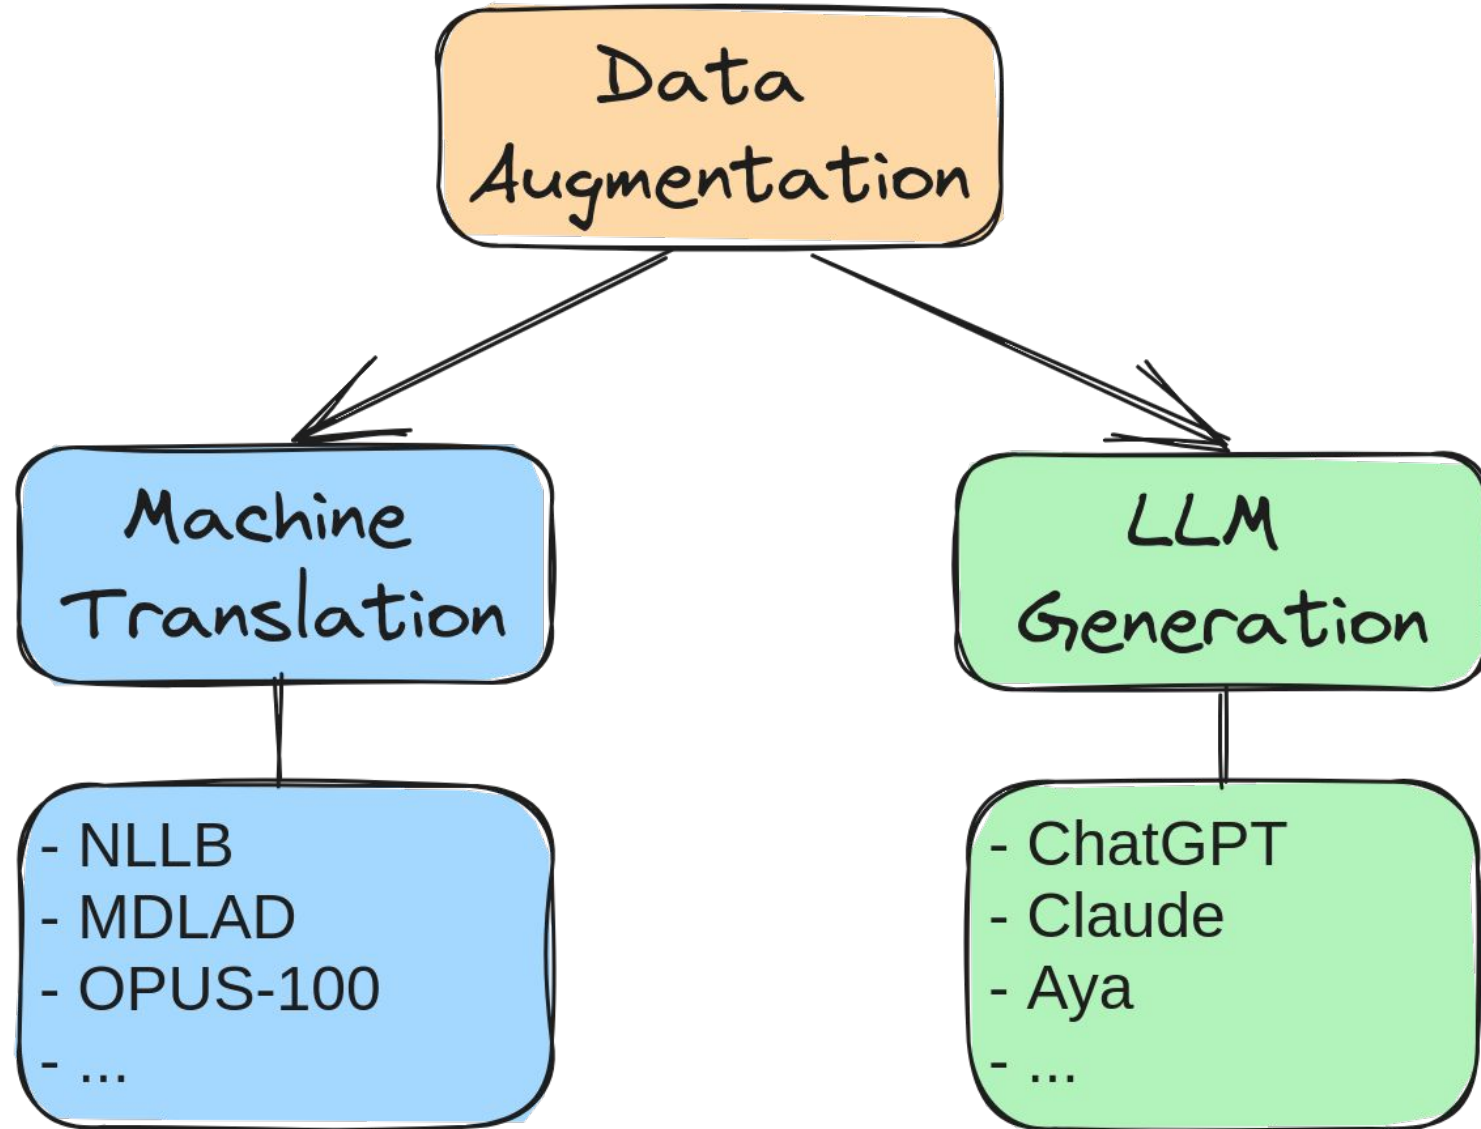 Data
Augmentation
Machine
Translation
LLM
Generation
- NLLB
- MDLAD
- OPUS-100
- ...
- ChatGPT
- Claude
- Aya
- ...